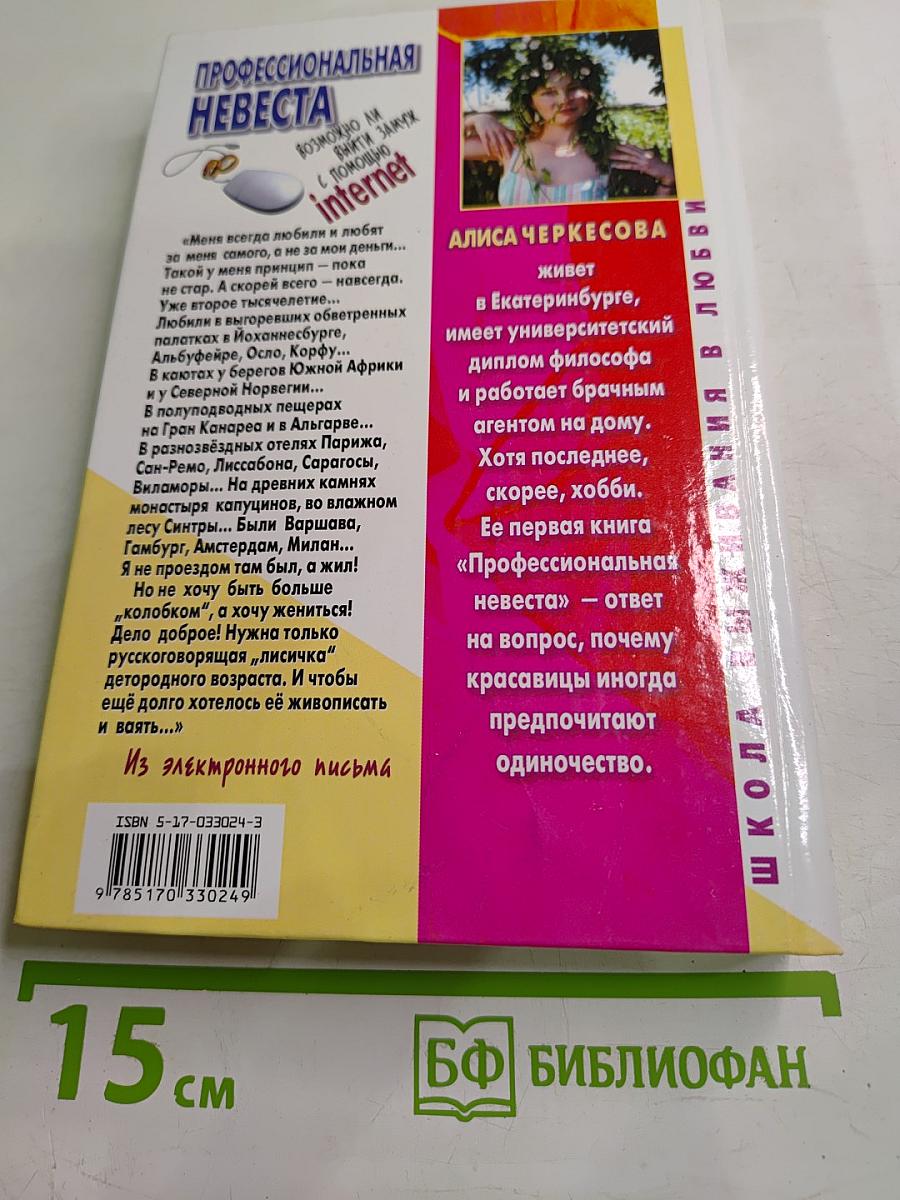 ПРОФЕССИОНАЛЬНАЯ
НЕВЕСТА
ВОЗМОЖНО ЛИ
ВЫЙТИ ЗАМУЖ
С ПОМОЩЬЮ
internet
«Меня всегда любили и любят
за меня самого, а не за мои деньги...
Такой у меня принцип — пока
не стар. А скорей всего — навсегда.
Уже второе тысячелетие...
Любили в выгоревших обветренных
палатках в Йоханнесбурге,
Альбуфейре, Осло, Корфу...
В каютах у берегов Южной Африки
и у Северной Норвегии...
В полуподводных пещерах
на Гран Канареа и в Альгарве...
В разнозвёздных отелях Парижа,
Сан-Ремо, Лиссабона, Сарагосы,
Виламоры... На древних камнях
монастыря капуцинов, во влажном
лесу Синтры... Были Варшава,
Гамбург, Амстердам, Милан...
Я не проездом там был, а жил!
Но не хочу быть больше
„колобком“, а хочу жениться!
Дело доброе! Нужна только
русскоговорящая „лисичка“
детородного возраста. И чтобы
ещё долго хотелось её живописать
и ваять...»
Из электронного письма
ISBN 5-17-033024-3
9 785170 330249
АЛИСА ЧЕРКЕСОВА
живет
в Екатеринбурге,
имеет университетский
диплом философа
и работает брачным
агентом на дому.
Хотя последнее,
скорее, хобби.
Ее первая книга
«Профессиональная
невеста» — ответ
на вопрос, почему
красавицы иногда
предпочитают
одиночество.
ШКОЛА ВЫЖИВАНИЯ В ЛЮБВИ
15 см
БФ БИБЛИОФАН